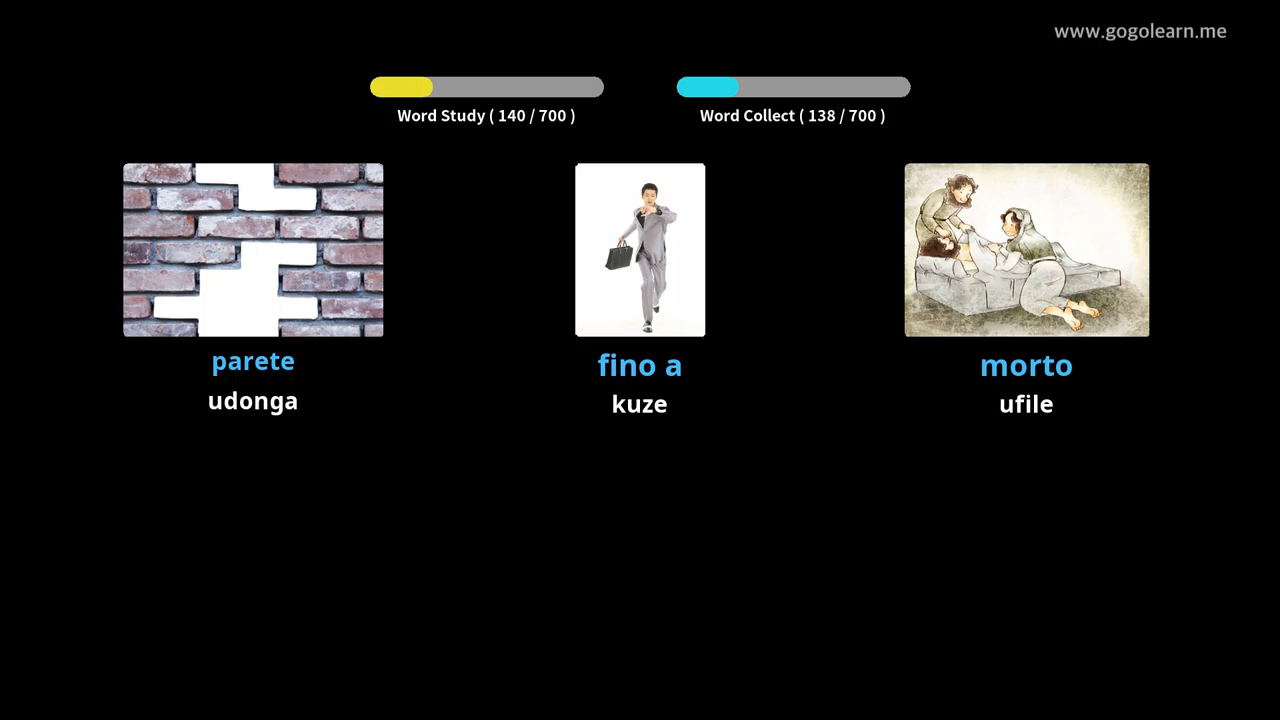 www.gogolearn.me
Word Study ( 140 / 700 )
Word Collect ( 138 / 700 )
parete
udonga
fino a
kuze
morto
ufile